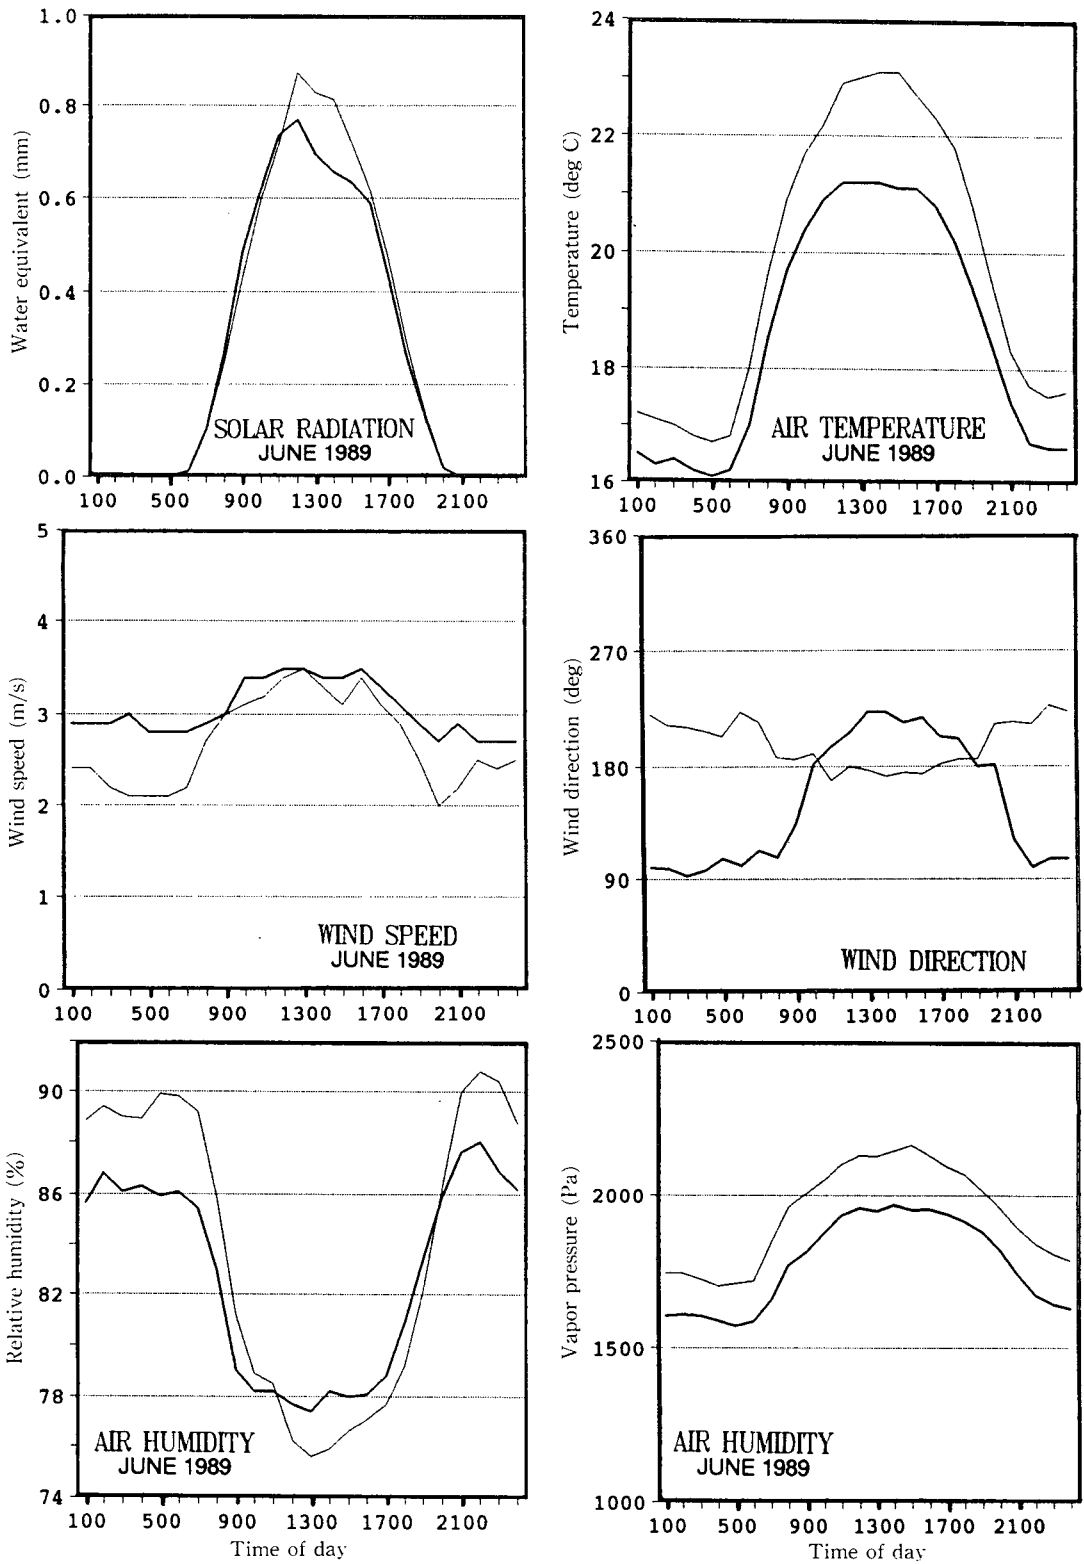 1.0
0.8
0.6
0.4
0.2
0.0
Water equivalent (mm)
SOLAR RADIATION
JUNE 1989
100 500 900 1300 1700 2100
24
22
20
18
16
Temperature (deg C)
AIR TEMPERATURE
JUNE 1989
100 500 900 1300 1700 2100
5
4
3
2
1
0
Wind speed (m/s)
WIND SPEED
JUNE 1989
100 500 900 1300 1700 2100
360
270
180
90
0
Wind direction (deg)
WIND DIRECTION
100 500 900 1300 1700 2100
90
86
82
78
74
Relative humidity (%)
AIR HUMIDITY
JUNE 1989
100 500 900 1300 1700 2100
Time of day
2500
2000
1500
1000
Vapor pressure (Pa)
AIR HUMIDITY
JUNE 1989
100 500 900 1300 1700 2100
Time of day